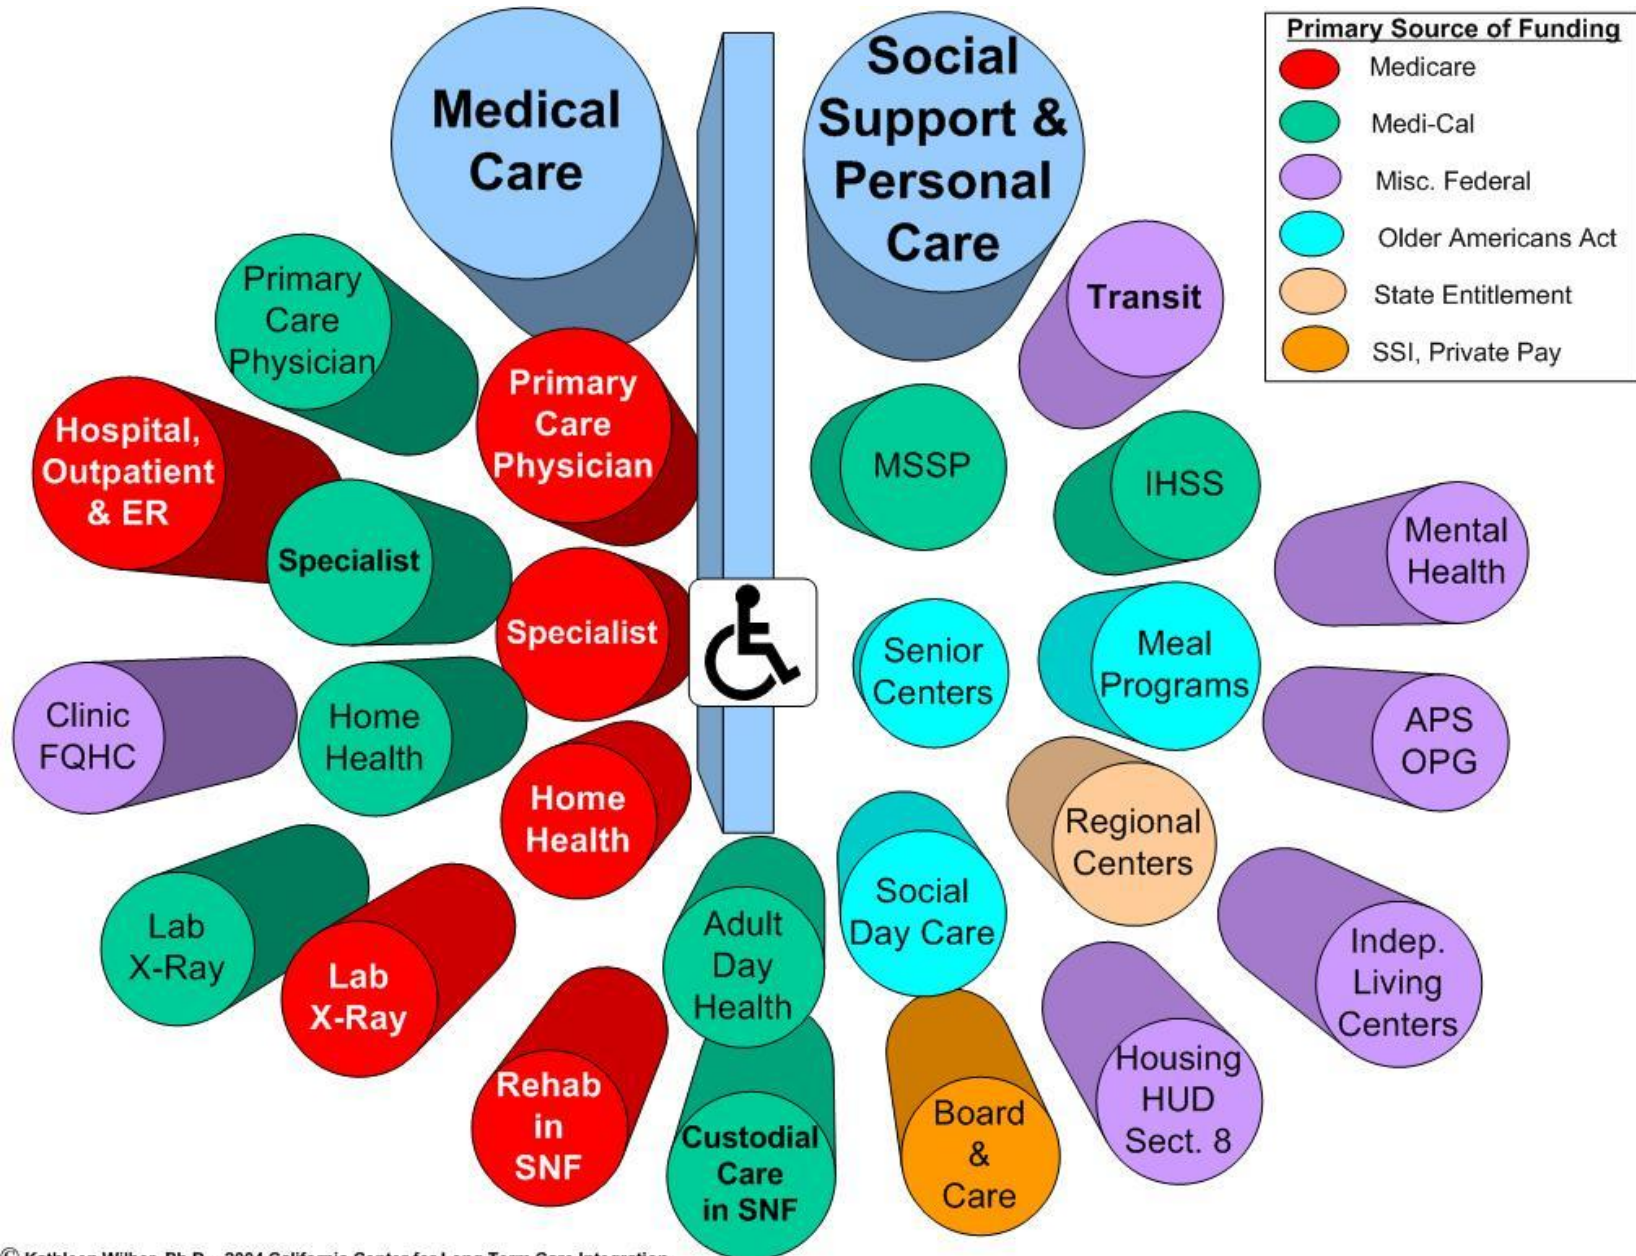 Medical
Care
Social
Support &
Personal
Care
Primary Source of Funding
Medicare
Medi-Cal
Misc. Federal
Older Americans Act
State Entitlement
SSI, Private Pay
Primary
Care
Physician
Primary
Care
Physician
Transit
Hospital,
Outpatient
& ER
Specialist
MSSP
IHSS
Mental
Health
Specialist
Senior
Centers
Meal
Programs
Clinic
FQHC
Home
Health
APS
OPG
Home
Health
Regional
Centers
Lab
X-Ray
Lab
X-Ray
Adult
Day
Health
Social
Day Care
Indep.
Living
Centers
Rehab
in
SNF
Custodial
Care
in SNF
Board
&
Care
Housing
HUD
Sect. 8